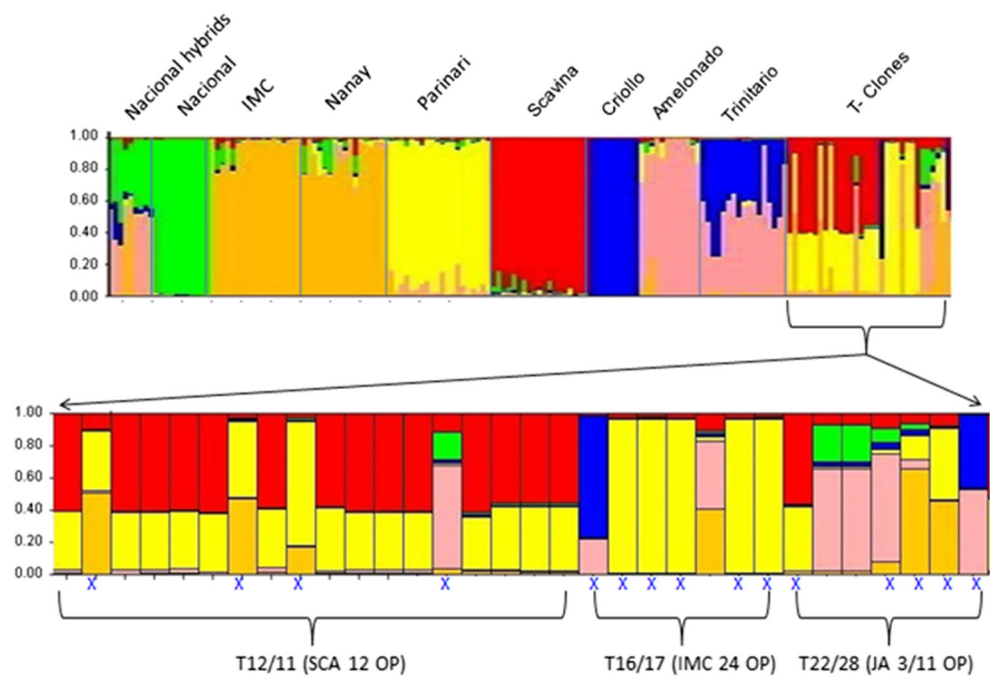 Nacional hybrids
Nacional
IMC
Nanay
Parinari
Scavina
Criollo
Amelonado
Trinitario
T- Clones
1.00
0.80
0.60
0.40
0.20
0.00
1.00
0.80
0.60
0.40
0.20
0.00
X X X X X X X X X X X X X X X X
T12/11 (SCA 12 OP) T16/17 (IMC 24 OP) T22/28 (JA 3/11 OP)